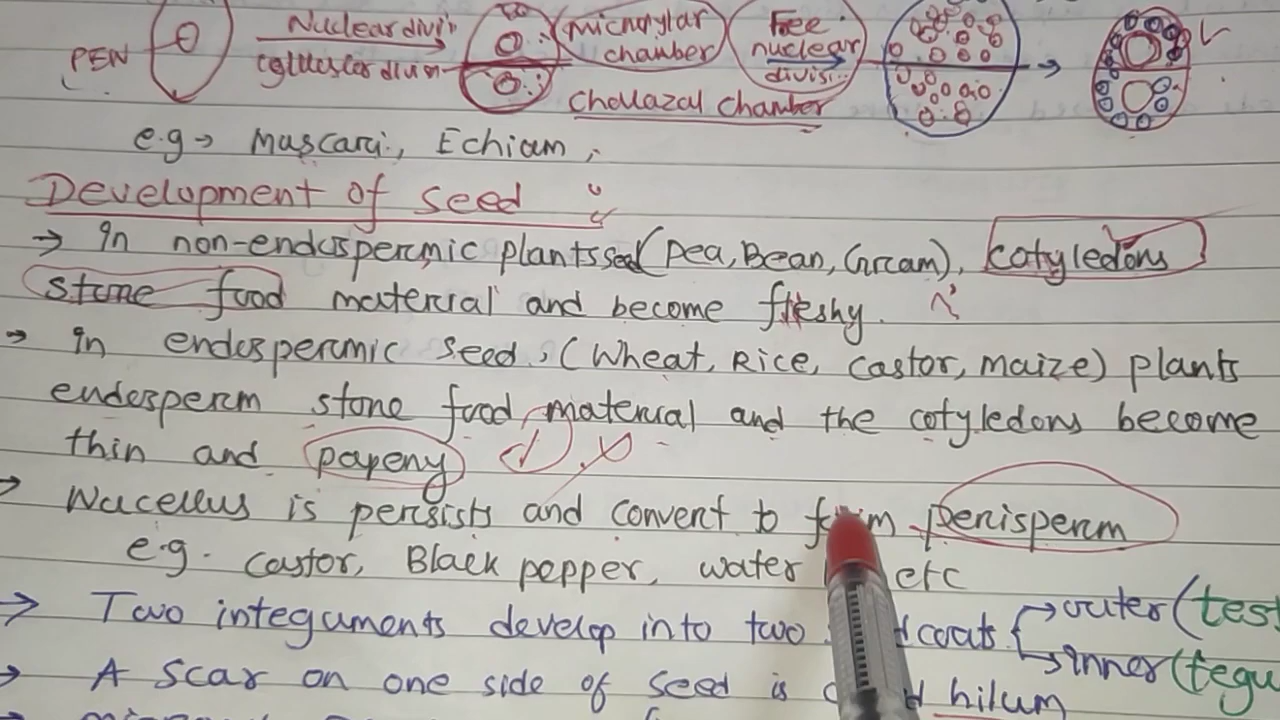 PEN Nuclear divi micropylar chamber Free nuclear divisi
Chalazal chamber
e.g → Muscari, Echium,
Development of seed
→ in non-endospermic plants seed (Pea, Bean, Gram), cotyledons
store food material and become fleshy.
→ in endospermic seed, (Wheat, Rice, castor, maize) plants
endosperm store food material and the cotyledons become
thin and papery
→ Nucellus is persists and convert to form perisperm
e.g. castor, Black pepper, water etc
→ Two integuments develop into two coats outer (test
inner (tegu
→ A scar on one side of seed is hilum